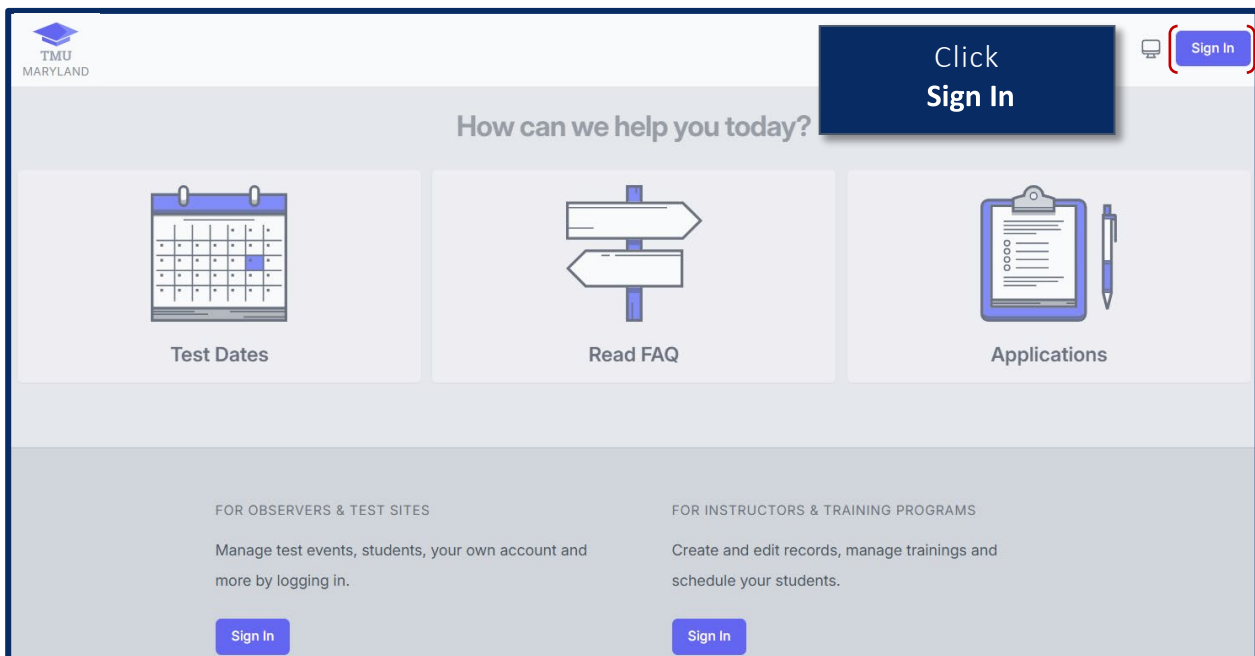 TMU
MARYLAND
Click
Sign In
Sign In
How can we help you today?
Test Dates
Read FAQ
Applications
FOR OBSERVERS & TEST SITES
Manage test events, students, your own account and
more by logging in.
Sign In
FOR INSTRUCTORS & TRAINING PROGRAMS
Create and edit records, manage trainings and
schedule your students.
Sign In